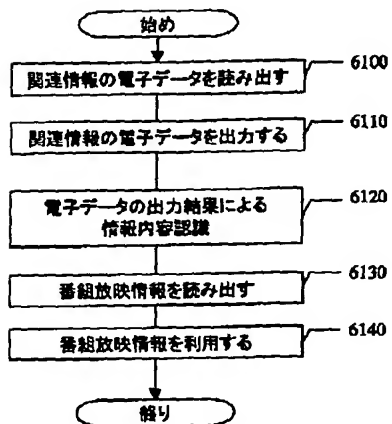 始め
関連情報の電子データを読み出す
6100
関連情報の電子データを出力する
6110
電子データの出力結果による
情報内容認識
6120
番組放映情報を読み出す
6130
番組放映情報を利用する
6140
終り